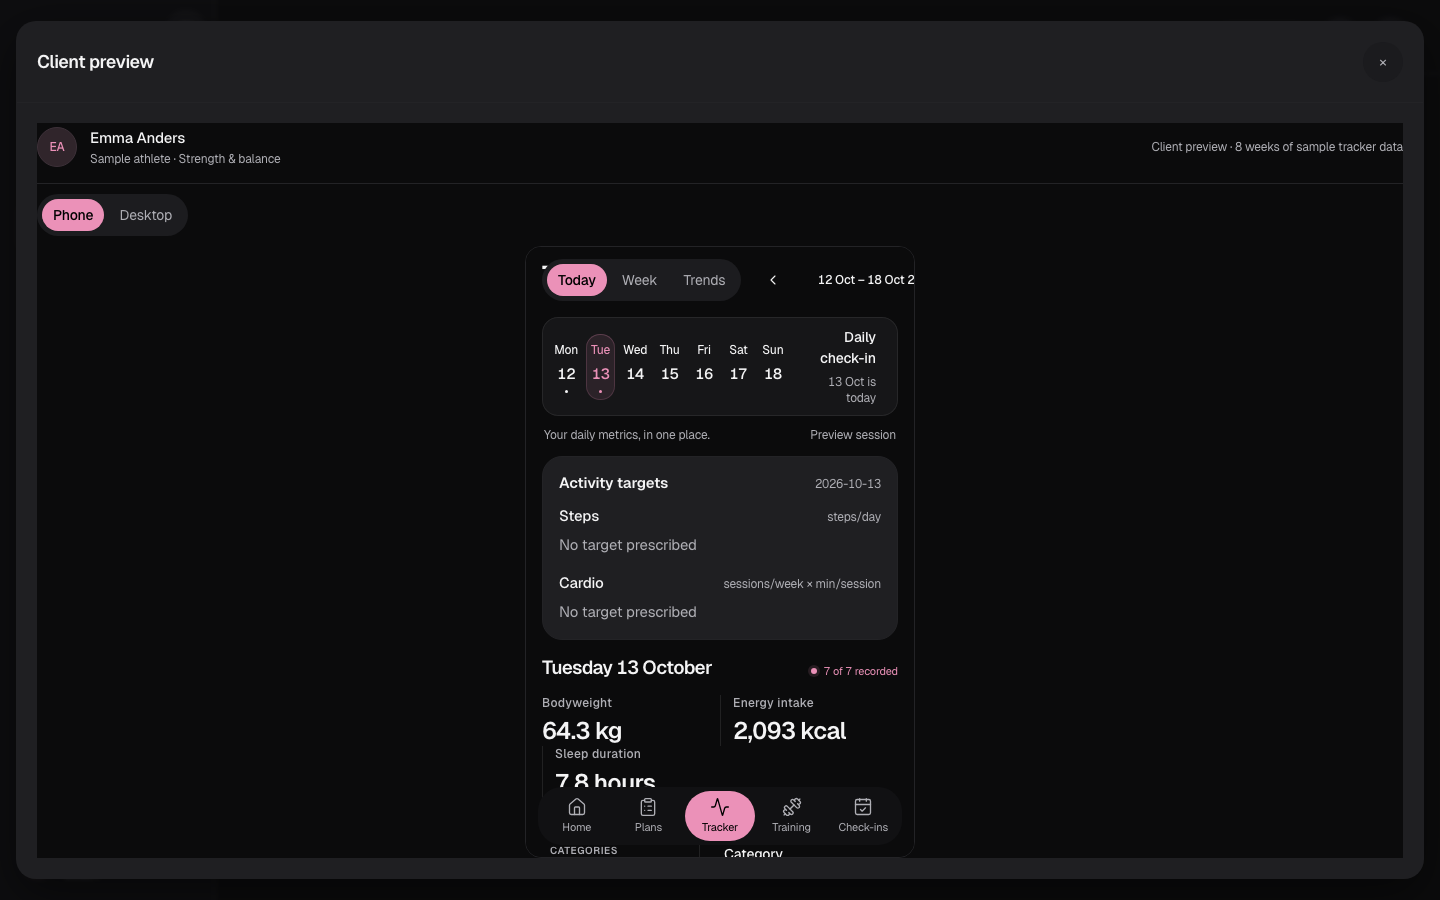 Client preview
×
EA
Emma Anders
Sample athlete · Strength & balance
Client preview · 8 weeks of sample tracker data
Phone
Desktop
Today
Week
Trends
12 Oct – 18 Oct 2
Mon
Tue
Wed
Thu
Fri
Sat
Sun
12
13
14
15
16
17
18
Daily
check-in
13 Oct is
today
Your daily metrics, in one place.
Preview session
Activity targets
2026-10-13
Steps
steps/day
No target prescribed
Cardio
sessions/week × min/session
No target prescribed
Tuesday 13 October
7 of 7 recorded
Bodyweight
Energy intake
64.3 kg
2,093 kcal
Sleep duration
7.8 hours
Home
Plans
Tracker
Training
Check-ins
CATEGORIES
Category